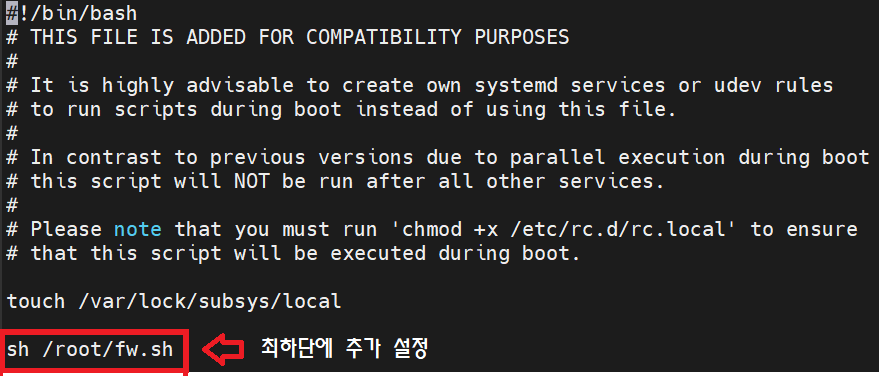 #!/bin/bash
# THIS FILE IS ADDED FOR COMPATIBILITY PURPOSES
#
# It is highly advisable to create own systemd services or udev rules
# to run scripts during boot instead of using this file.
#
# In contrast to previous versions due to parallel execution during boot
# this script will NOT be run after all other services.
#
# Please note that you must run 'chmod +x /etc/rc.d/rc.local' to ensure
# that this script will be executed during boot.

touch /var/lock/subsys/local

sh /root/fw.sh 최하단에 추가 설정